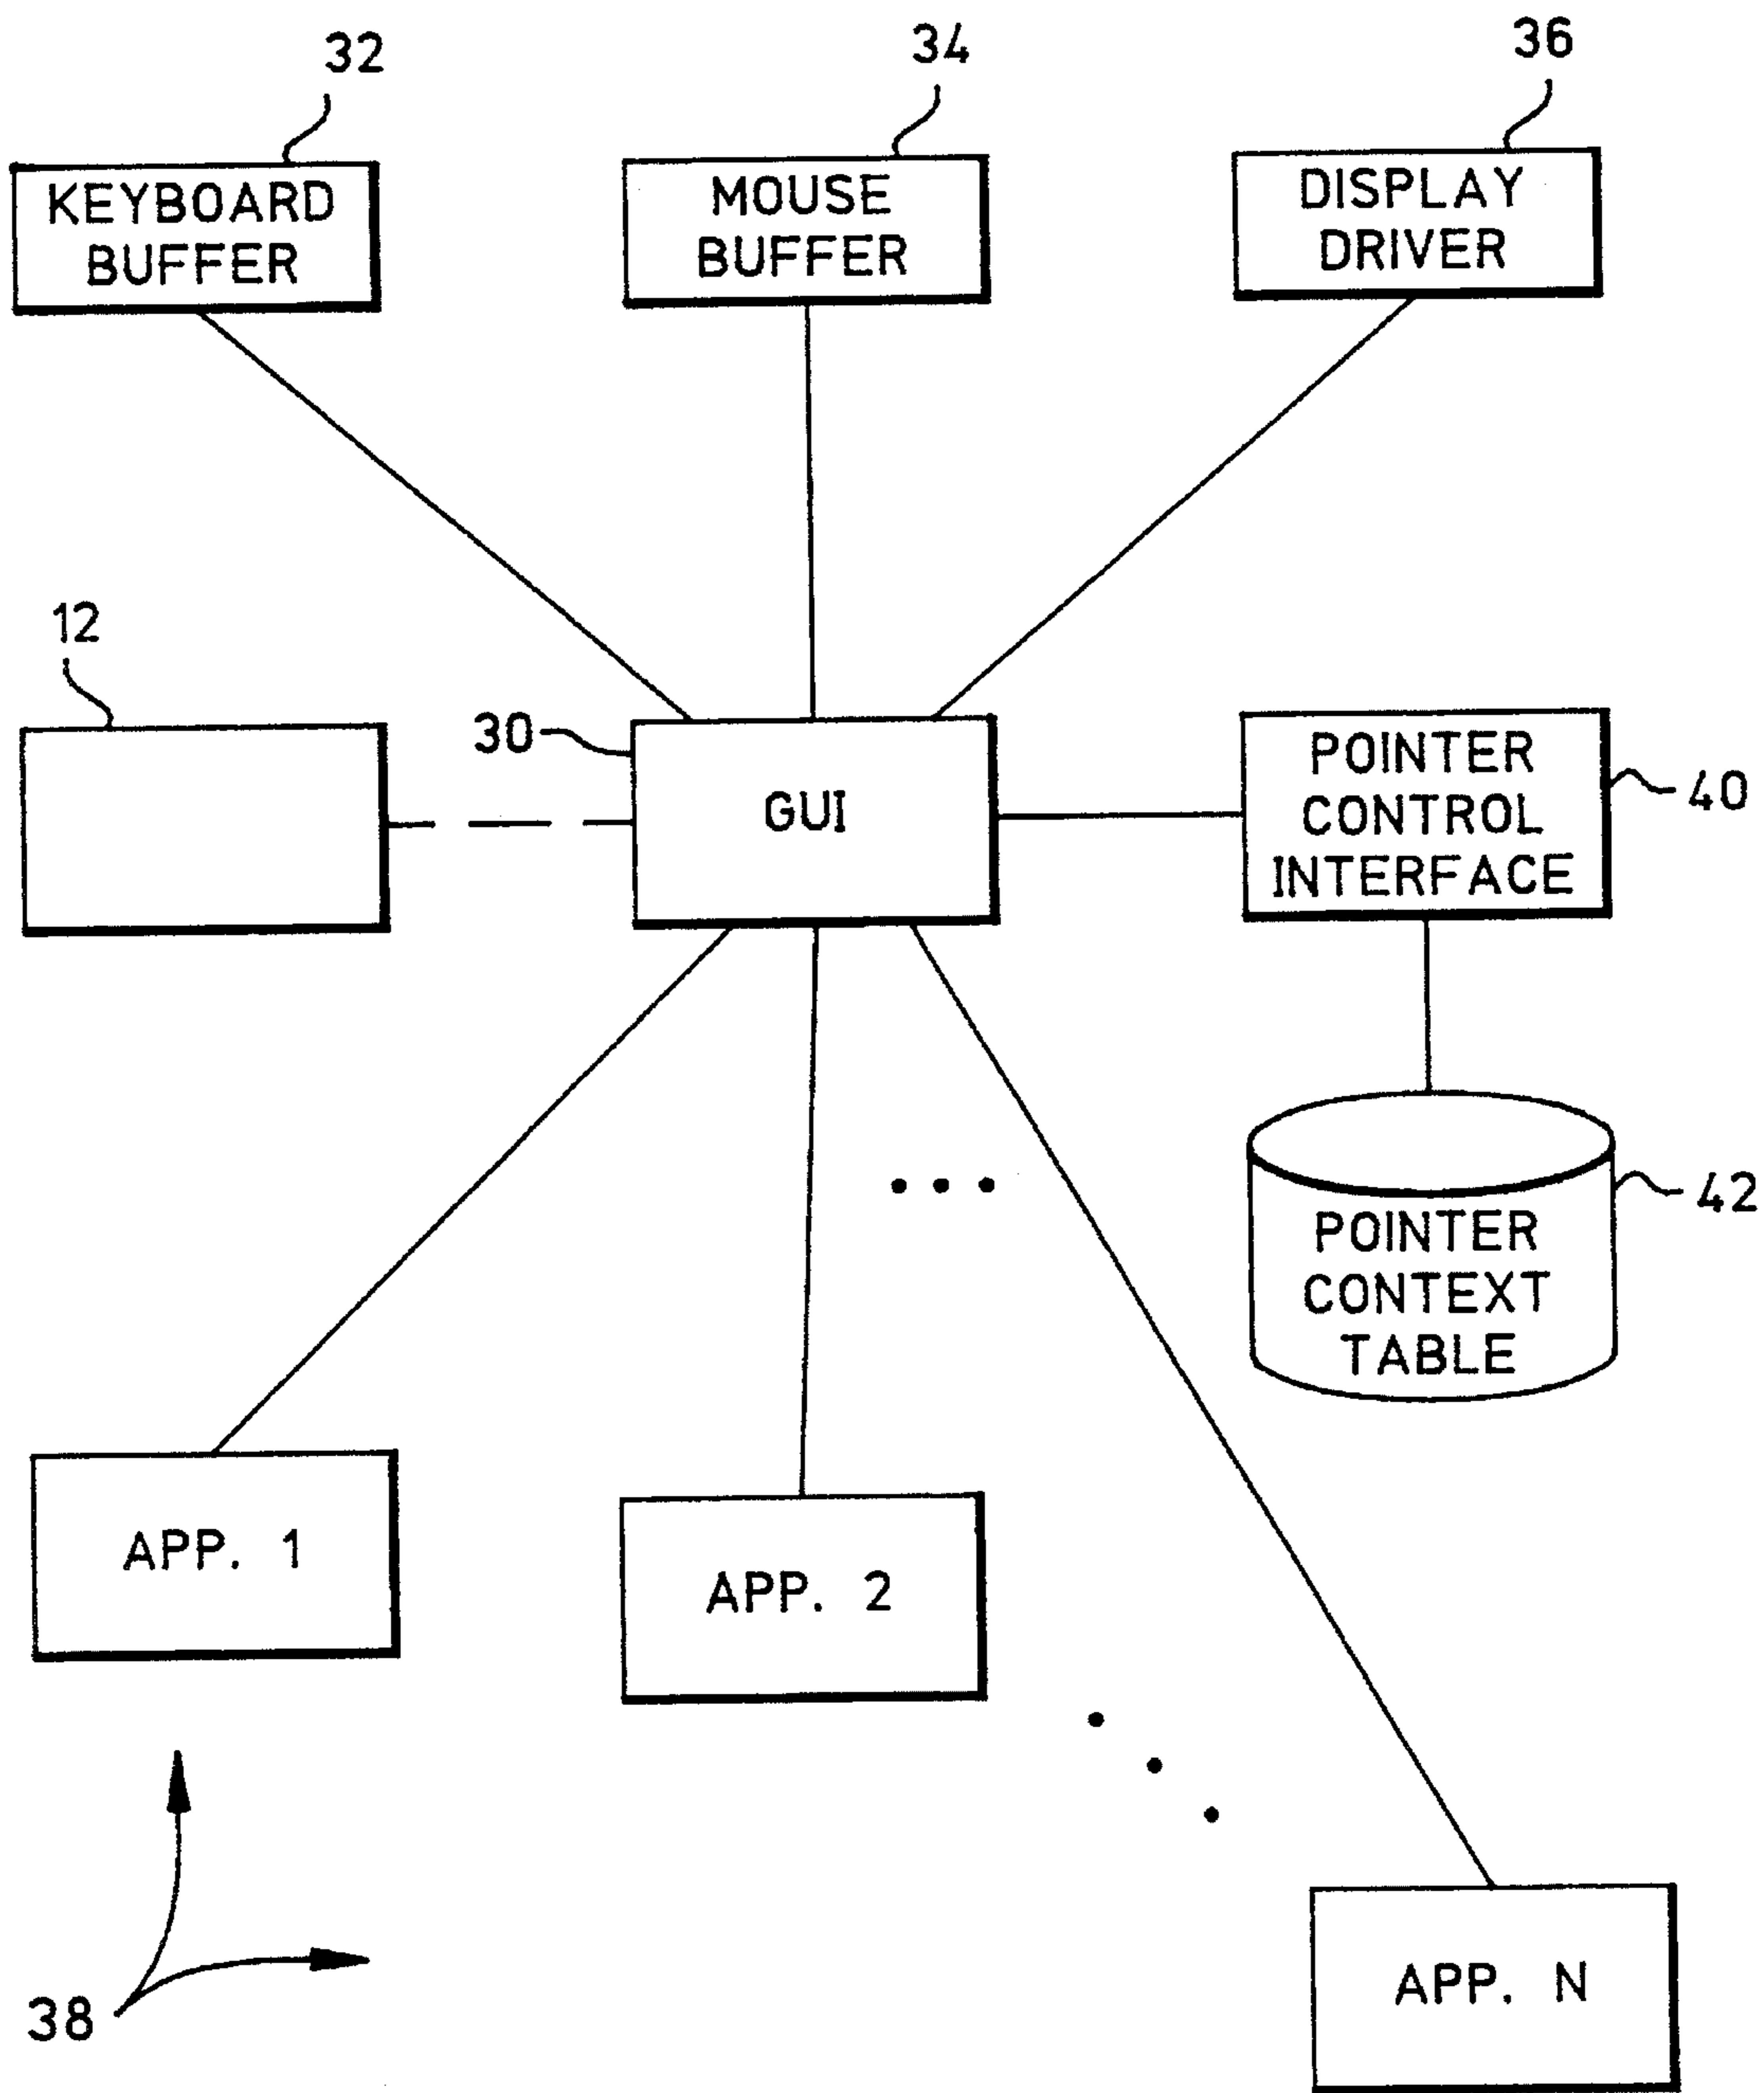 32
34
36
KEYBOARD
BUFFER
MOUSE
BUFFER
DISPLAY
DRIVER
12
30
GUI
POINTER
CONTROL
INTERFACE
40
42
POINTER
CONTEXT
TABLE
APP. 1
APP. 2
38
APP. N